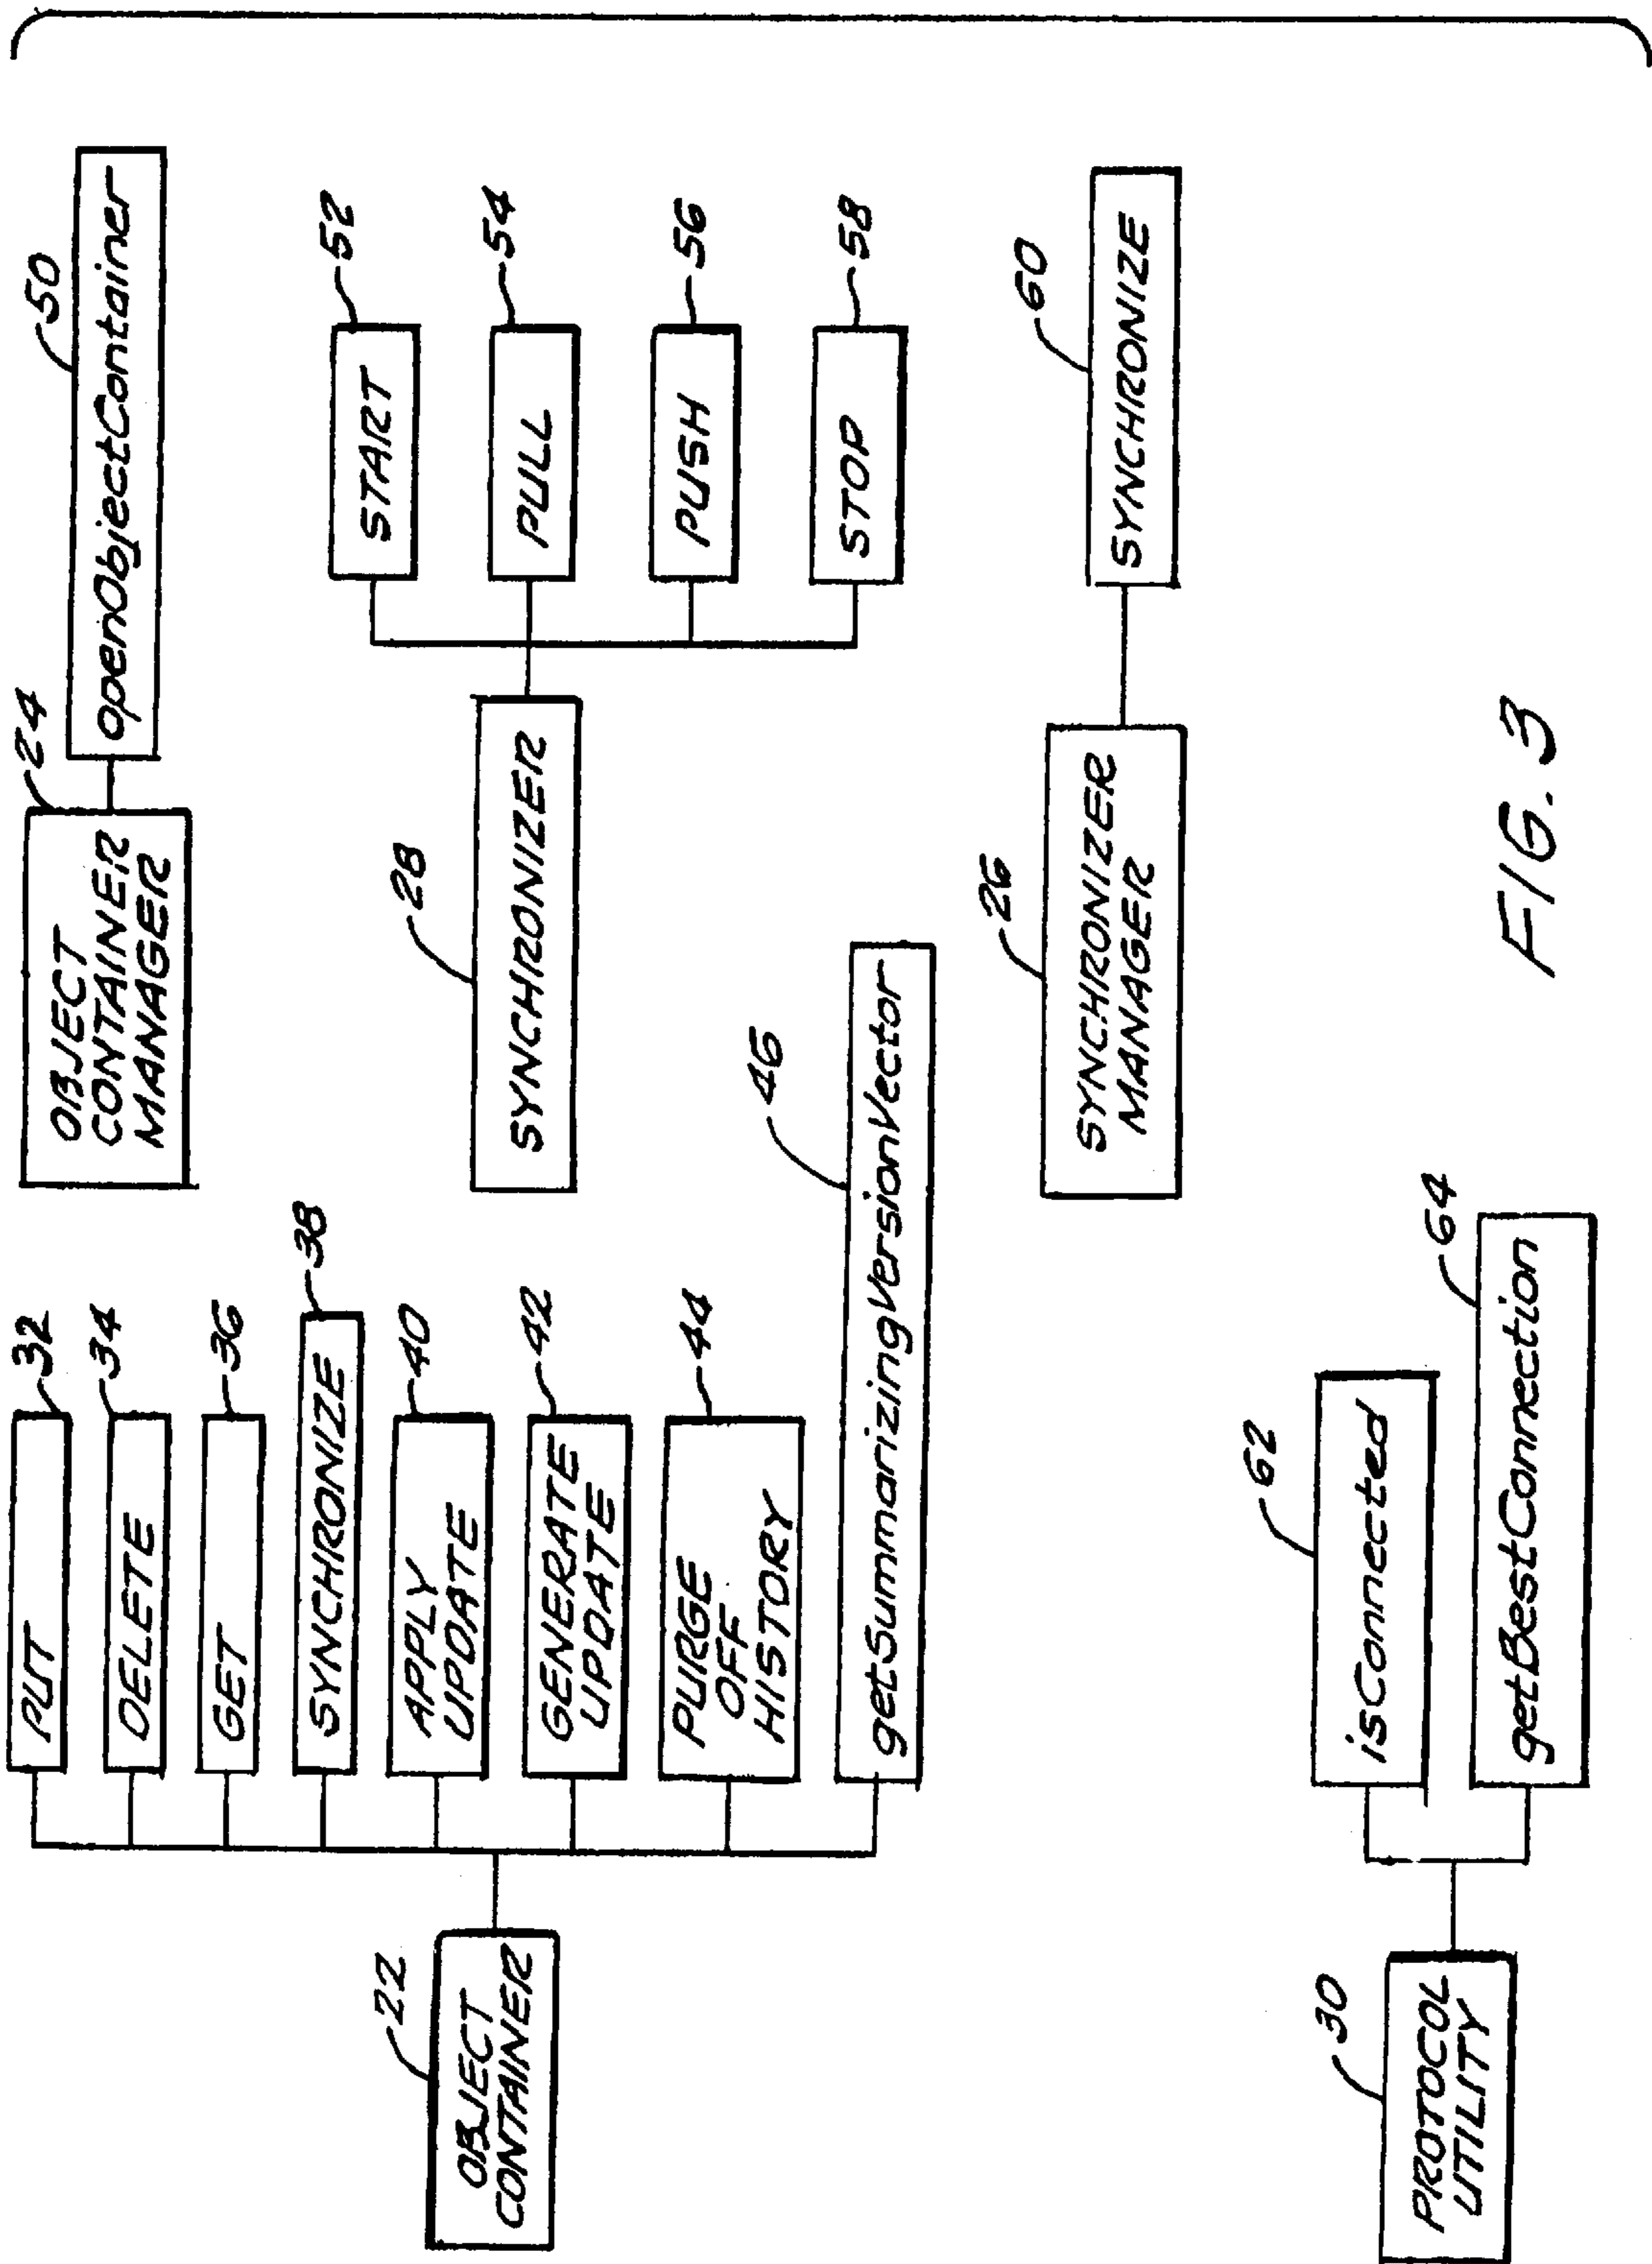 22
OBJECT
CONTAINER
PUT
32
DELETE
34
GET
36
SYNCHRONIZE
38
APPLY
UPDATE
40
GENERATE
UPDATE
42
PURGE
OFF
HISTORY
44
getSummarizingVersionVector
46
OBJECT
CONTAINER
MANAGER
24
openObjectContainer
50
28
SYNCHRONIZER
START
52
PULL
54
PUSH
56
STOP
58
26
SYNCHRONIZER
MANAGER
SYNCHRONIZE
60
30
PROTOCOL
UTILITY
isConnected
62
getBestConnection
64
FIG. 3